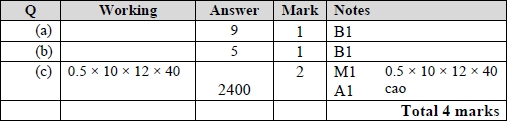 Q Working Answer Mark Notes
(a) 9 1 B1
(b) 5 1 B1
(c) 0.5 × 10 × 12 × 40 2 M1 0.5 × 10 × 12 × 40
2400 A1 cao
Total 4 marks